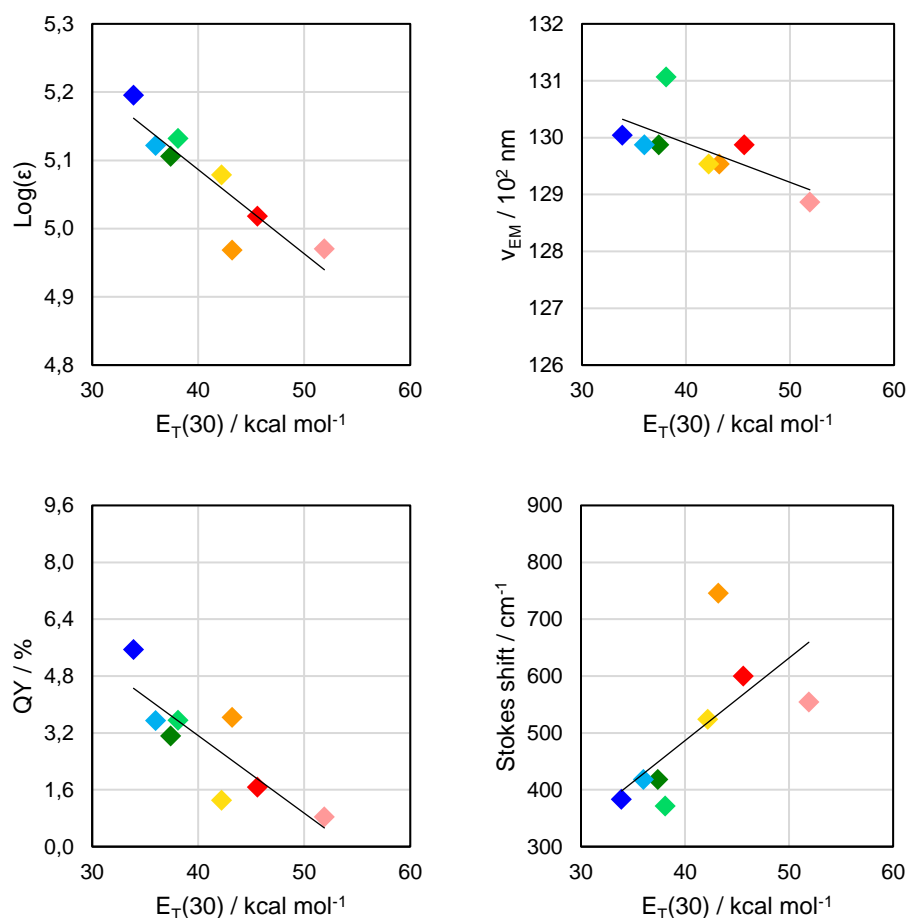 5,3
5,2
5,1
5,0
4,9
4,8
Log(ε)
30 40 50 60
E_T(30) / kcal mol⁻¹
132
131
130
129
128
127
126
ν_EM / 10² nm
30 40 50 60
E_T(30) / kcal mol⁻¹
9,6
8,0
6,4
4,8
3,2
1,6
0,0
QY / %
30 40 50 60
E_T(30) / kcal mol⁻¹
900
800
700
600
500
400
300
Stokes shift / cm⁻¹
30 40 50 60
E_T(30) / kcal mol⁻¹